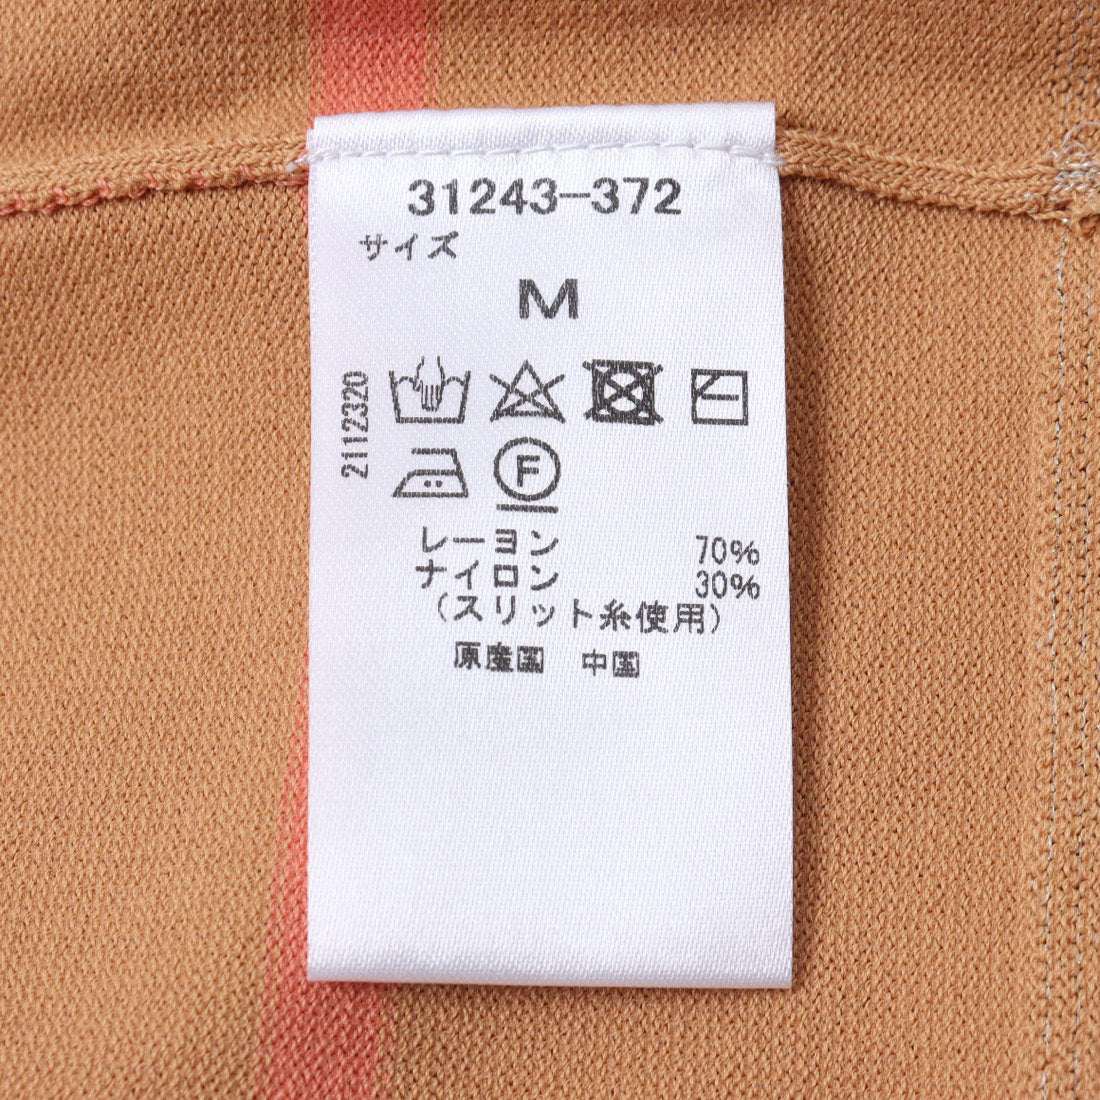 31243-372
サイズ
M
2112320
F
レーヨン 70%
ナイロン 30%
(スリット糸使用)
原産国 中国